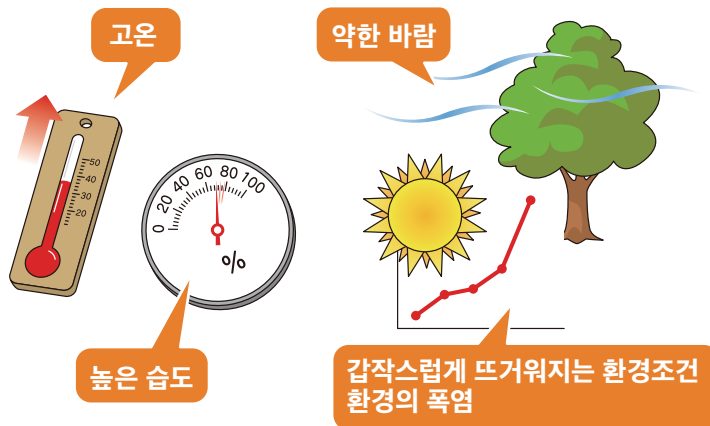 고온
약한 바람
50
40
30
20
0 20 40 60 80 100
%
높은 습도
갑작스럽게 뜨거워지는 환경조건
환경의 폭염